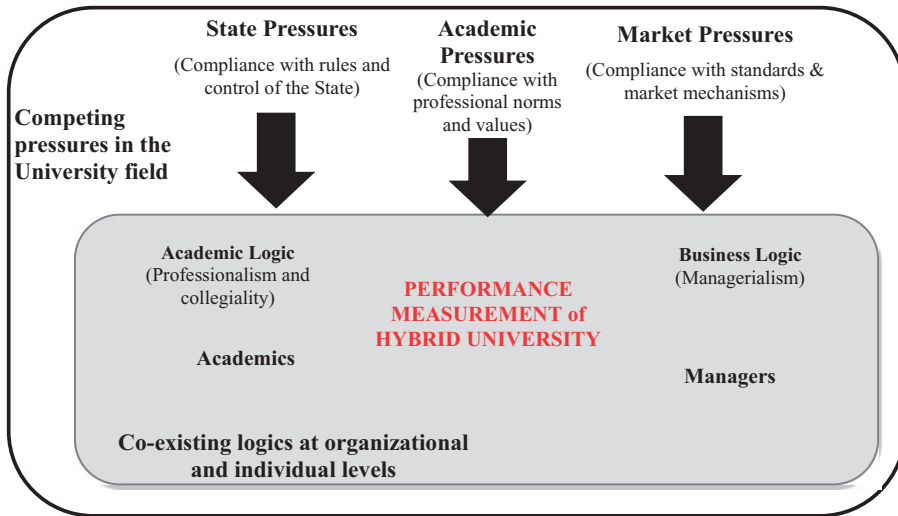 State Pressures
(Compliance with rules and
control of the State)
Academic
Pressures
(Compliance with
professional norms
and values)
Market Pressures
(Compliance with standards &
market mechanisms)
Competing
pressures in the
University field
Academic Logic
(Professionalism and
collegiality)
Academics
PERFORMANCE
MEASUREMENT of
HYBRID UNIVERSITY
Business Logic
(Managerialism)
Managers
Co-existing logics at organizational
and individual levels